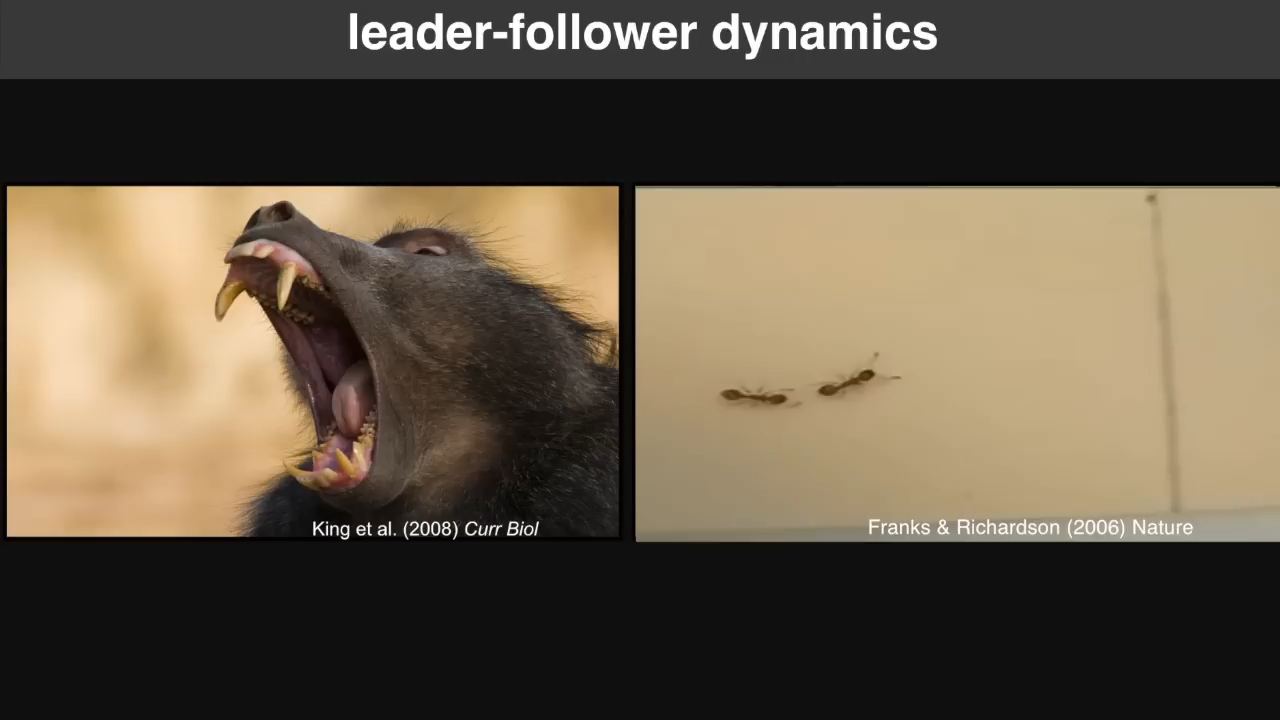 leader-follower dynamics
King et al. (2008) Curr Biol
Franks & Richardson (2006) Nature